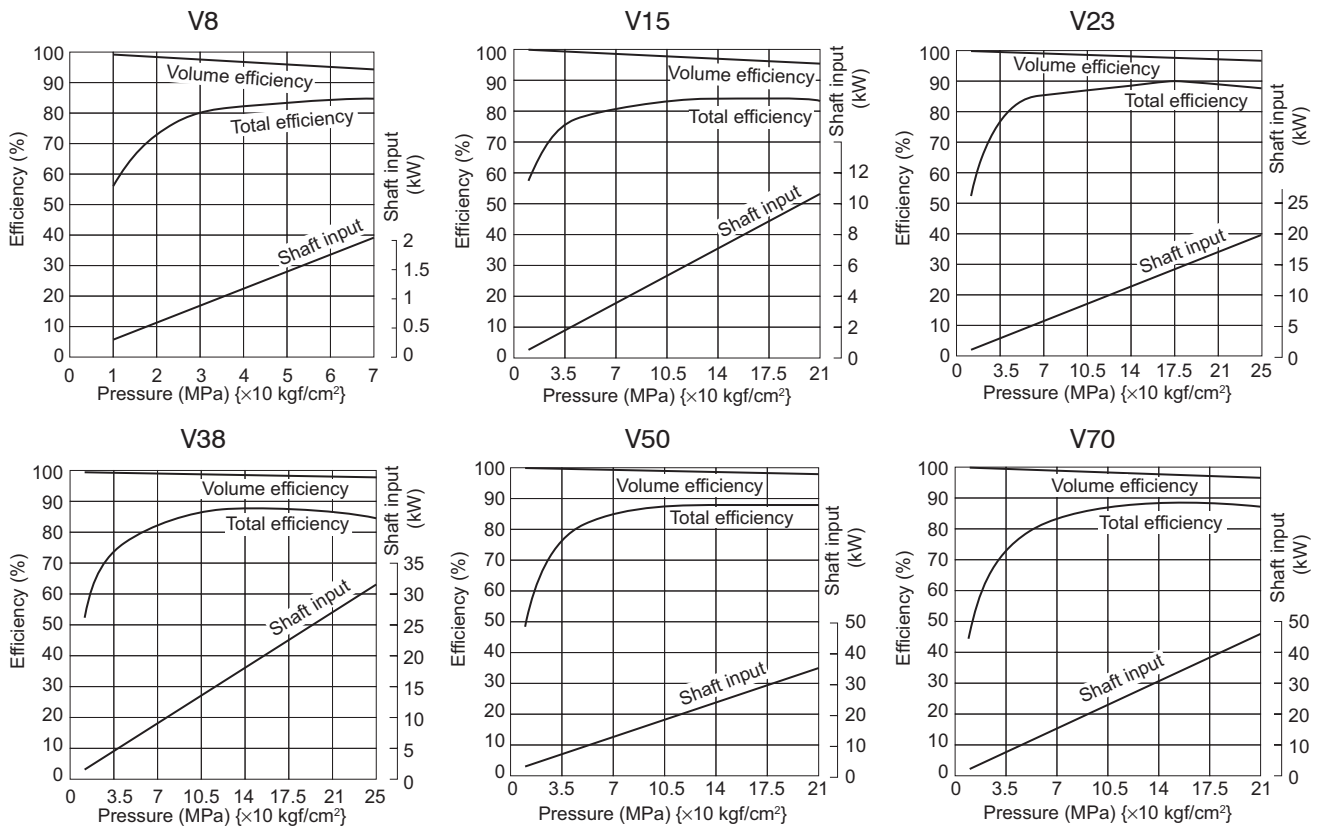 V8
100
90
80
70
60
50
40
30
20
10
0
Efficiency (%)
Volume efficiency
Total efficiency
Shaft input
Shaft input
(kW)
2
1.5
1
0.5
0
0 1 2 3 4 5 6 7
Pressure (MPa) {×10 kgf/cm²}
V15
100
90
80
70
60
50
40
30
20
10
0
Efficiency (%)
Volume efficiency
Total efficiency
Shaft input
Shaft input
(kW)
12
10
8
6
4
2
0
0 3.5 7 10.5 14 17.5 21
Pressure (MPa) {×10 kgf/cm²}
V23
100
90
80
70
60
50
40
30
20
10
0
Efficiency (%)
Volume efficiency
Total efficiency
Shaft input
Shaft input
(kW)
25
20
15
10
5
0
0 3.5 7 10.5 14 17.5 21 25
Pressure (MPa) {×10 kgf/cm²}
V38
100
90
80
70
60
50
40
30
20
10
0
Efficiency (%)
Volume efficiency
Total efficiency
Shaft input
Shaft input
(kW)
35
30
25
20
15
10
5
0
0 3.5 7 10.5 14 17.5 21 25
Pressure (MPa) {×10 kgf/cm²}
V50
100
90
80
70
60
50
40
30
20
10
0
Efficiency (%)
Volume efficiency
Total efficiency
Shaft input
Shaft input
(kW)
50
40
30
20
10
0
0 3.5 7 10.5 14 17.5 21
Pressure (MPa) {×10 kgf/cm²}
V70
100
90
80
70
60
50
40
30
20
10
0
Efficiency (%)
Volume efficiency
Total efficiency
Shaft input
Shaft input
(kW)
50
40
30
20
10
0
0 3.5 7 10.5 14 17.5 21
Pressure (MPa) {×10 kgf/cm²}